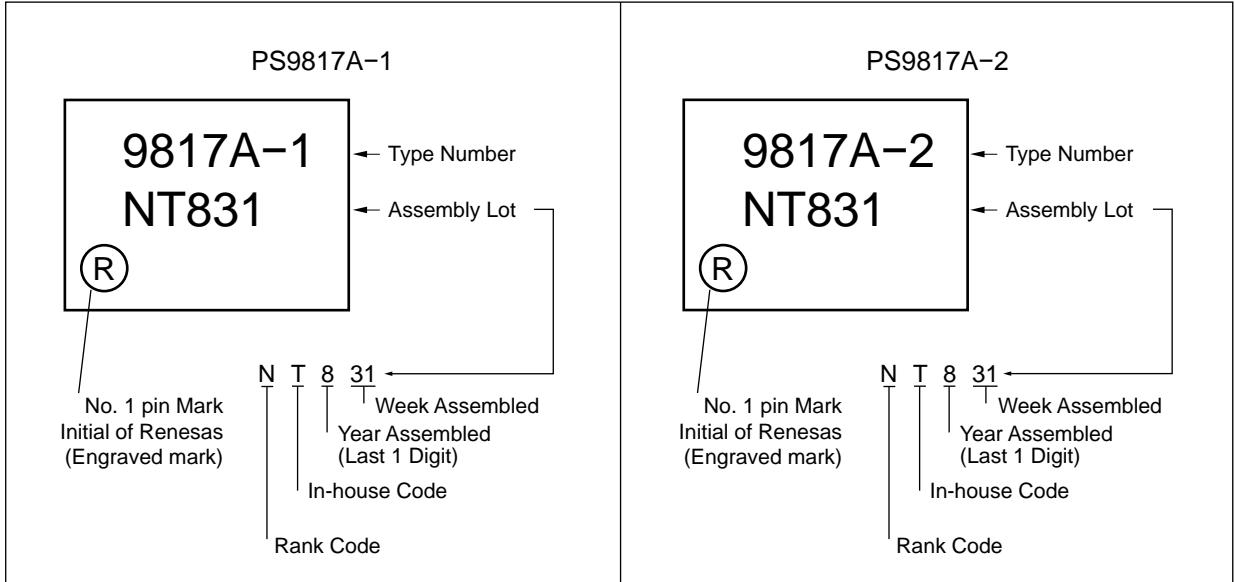 PS9817A−1
9817A−1
Type Number
NT831
Assembly Lot
R
N T 8 31
No. 1 pin Mark
Initial of Renesas
(Engraved mark)
Week Assembled
Year Assembled
(Last 1 Digit)
In-house Code
Rank Code
PS9817A−2
9817A−2
Type Number
NT831
Assembly Lot
R
N T 8 31
No. 1 pin Mark
Initial of Renesas
(Engraved mark)
Week Assembled
Year Assembled
(Last 1 Digit)
In-house Code
Rank Code